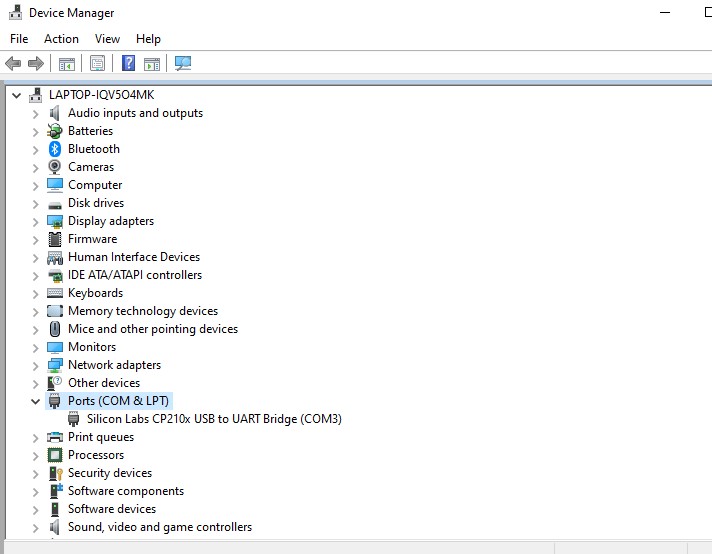 Device Manager
File Action View Help
LAPTOP-IQV5O4MK
Audio inputs and outputs
Batteries
Bluetooth
Cameras
Computer
Disk drives
Display adapters
Firmware
Human Interface Devices
IDE ATA/ATAPI controllers
Keyboards
Memory technology devices
Mice and other pointing devices
Monitors
Network adapters
Other devices
Ports (COM & LPT)
Silicon Labs CP210x USB to UART Bridge (COM3)
Print queues
Processors
Security devices
Software components
Software devices
Sound, video and game controllers